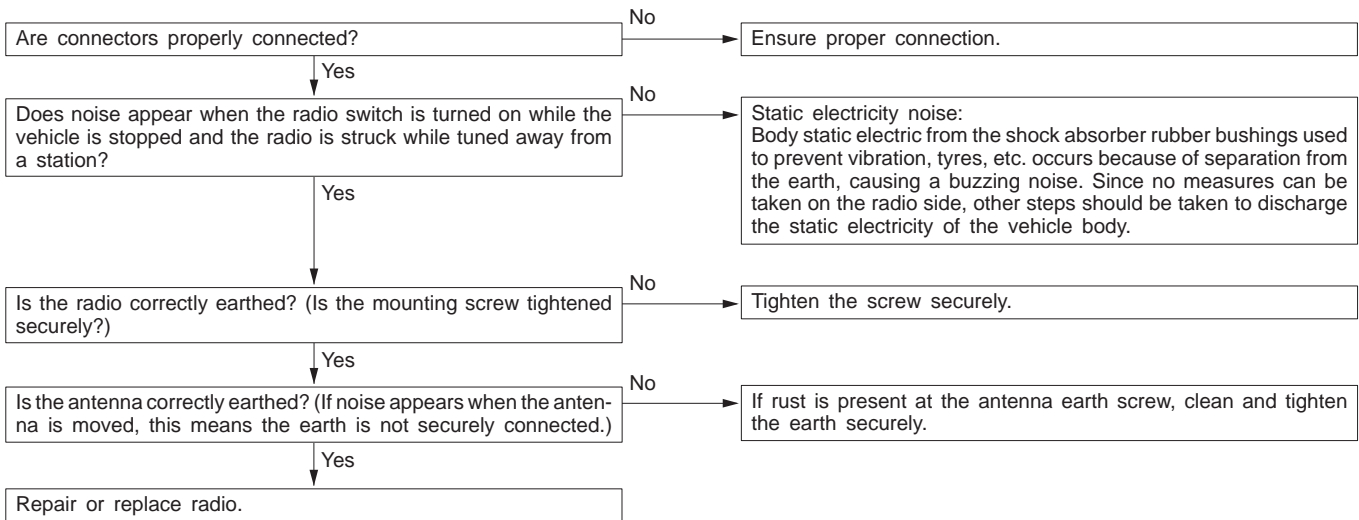 No
Are connectors properly connected?
Ensure proper connection.
Yes
No
Does noise appear when the radio switch is turned on while the
vehicle is stopped and the radio is struck while tuned away from
a station?
Static electricity noise:
Body static electric from the shock absorber rubber bushings used
to prevent vibration, tyres, etc. occurs because of separation from
the earth, causing a buzzing noise. Since no measures can be
taken on the radio side, other steps should be taken to discharge
the static electricity of the vehicle body.
Yes
No
Is the radio correctly earthed? (Is the mounting screw tightened
securely?)
Tighten the screw securely.
Yes
No
Is the antenna correctly earthed? (If noise appears when the anten-
na is moved, this means the earth is not securely connected.)
If rust is present at the antenna earth screw, clean and tighten
the earth securely.
Yes
Repair or replace radio.